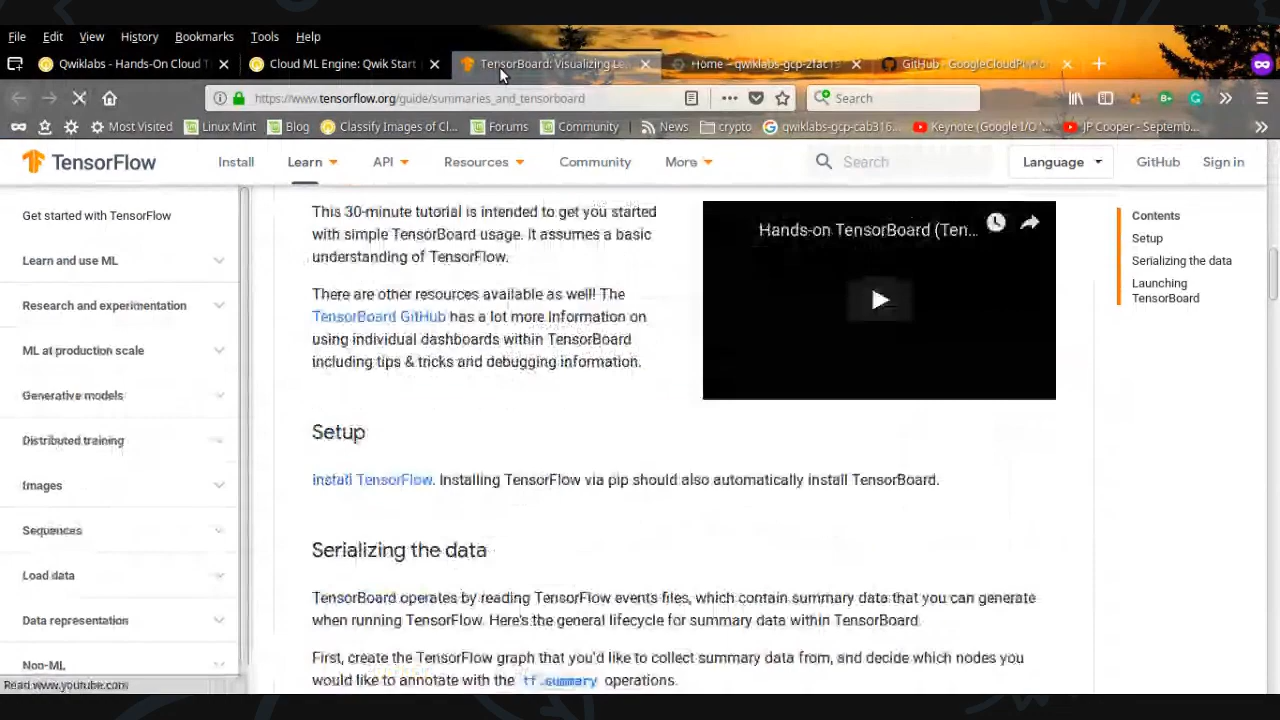 File Edit View History Bookmarks Tools Help
Qwiklabs - Hands-On Cloud T
Cloud ML Engine: Qwik Start
TensorBoard: Visualizing Le
Home – qwiklabs-gcp-2fac19
GitHub - GoogleCloudPlatfo
https://www.tensorflow.org/guide/summaries_and_tensorboard
Search
Most Visited Linux Mint Blog Classify Images of Cl... Forums Community News crypto qwiklabs-gcp-cab316... Keynote (Google I/O '... JP Cooper - Septemb...
TensorFlow Install Learn API Resources Community More Search Language GitHub Sign in
Get started with TensorFlow
Learn and use ML
Research and experimentation
ML at production scale
Generative models
Distributed training
Images
Sequences
Load data
Data representation
Non-ML
Read www.youtube.com
This 30-minute tutorial is intended to get you started
with simple TensorBoard usage. It assumes a basic
understanding of TensorFlow.
There are other resources available as well! The
TensorBoard GitHub has a lot more information on
using individual dashboards within TensorBoard
including tips & tricks and debugging information.
Hands-on TensorBoard (Ten...
Setup
Install TensorFlow. Installing TensorFlow via pip should also automatically install TensorBoard.
Serializing the data
TensorBoard operates by reading TensorFlow events files, which contain summary data that you can generate
when running TensorFlow. Here's the general lifecycle for summary data within TensorBoard.
First, create the TensorFlow graph that you'd like to collect summary data from, and decide which nodes you
would like to annotate with the tf.summary operations.
Contents
Setup
Serializing the data
Launching
TensorBoard